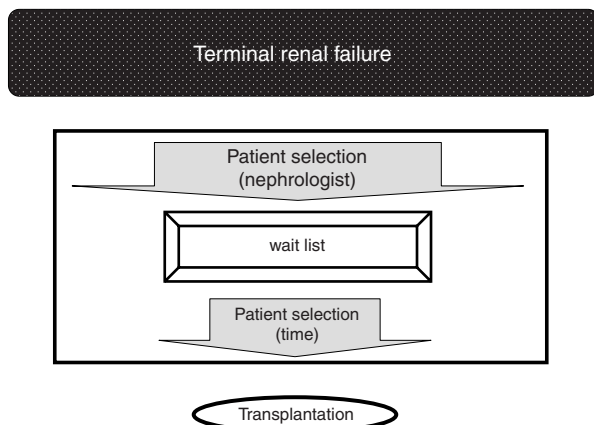 Terminal renal failure
Patient selection
(nephrologist)
wait list
Patient selection
(time)
Transplantation